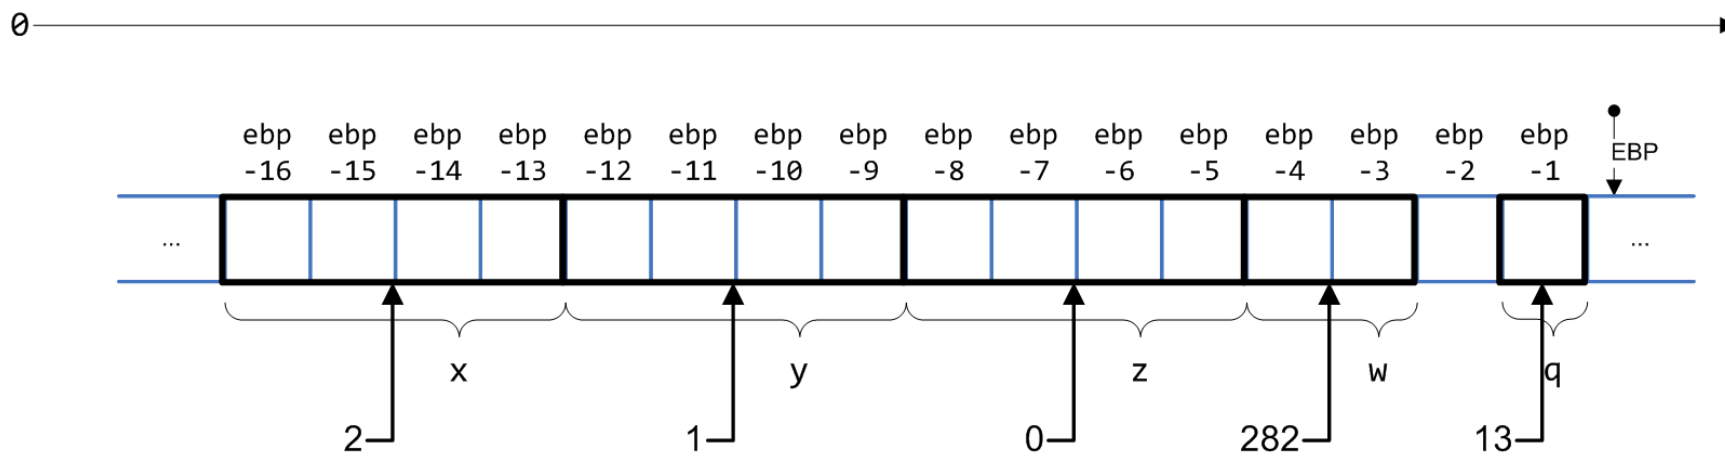 0
ebp ebp ebp ebp ebp ebp ebp ebp ebp ebp ebp ebp ebp ebp ebp ebp
-16 -15 -14 -13 -12 -11 -10 -9 -8 -7 -6 -5 -4 -3 -2 -1
EBP
... ...
x y z w q
2 1 0 282 13